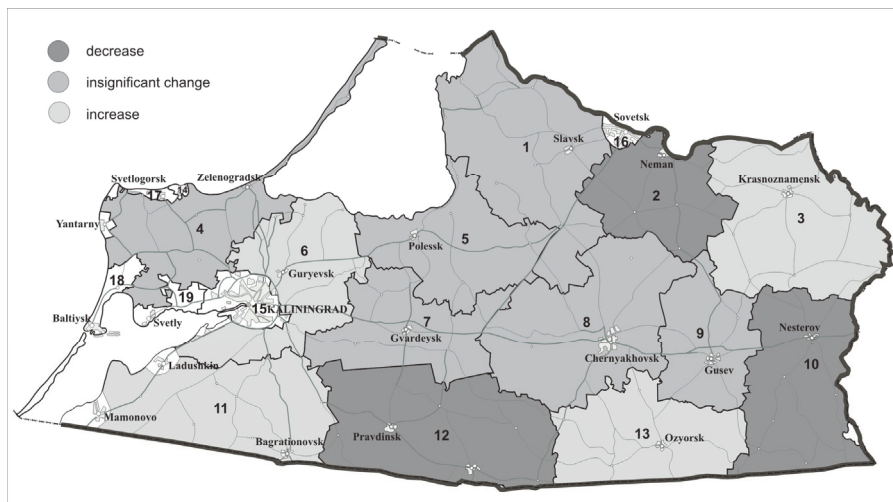 decrease
insignificant change
increase
Sovetsk
16
1
Slavsk
Neman
2
Krasnoznamensk
3
Svetlogorsk
Zelenogradsk
17
14
Yantarny
4
6
5
Polessk
Guryevsk
18
19
15 KALININGRAD
Baltiysk
Svetly
7
Gvardeysk
8
Chernyakhovsk
9
Gusev
Nesterov
10
Ladushkin
Mamonovo
11
Bagrationovsk
Pravdinsk
12
13
Ozyorsk